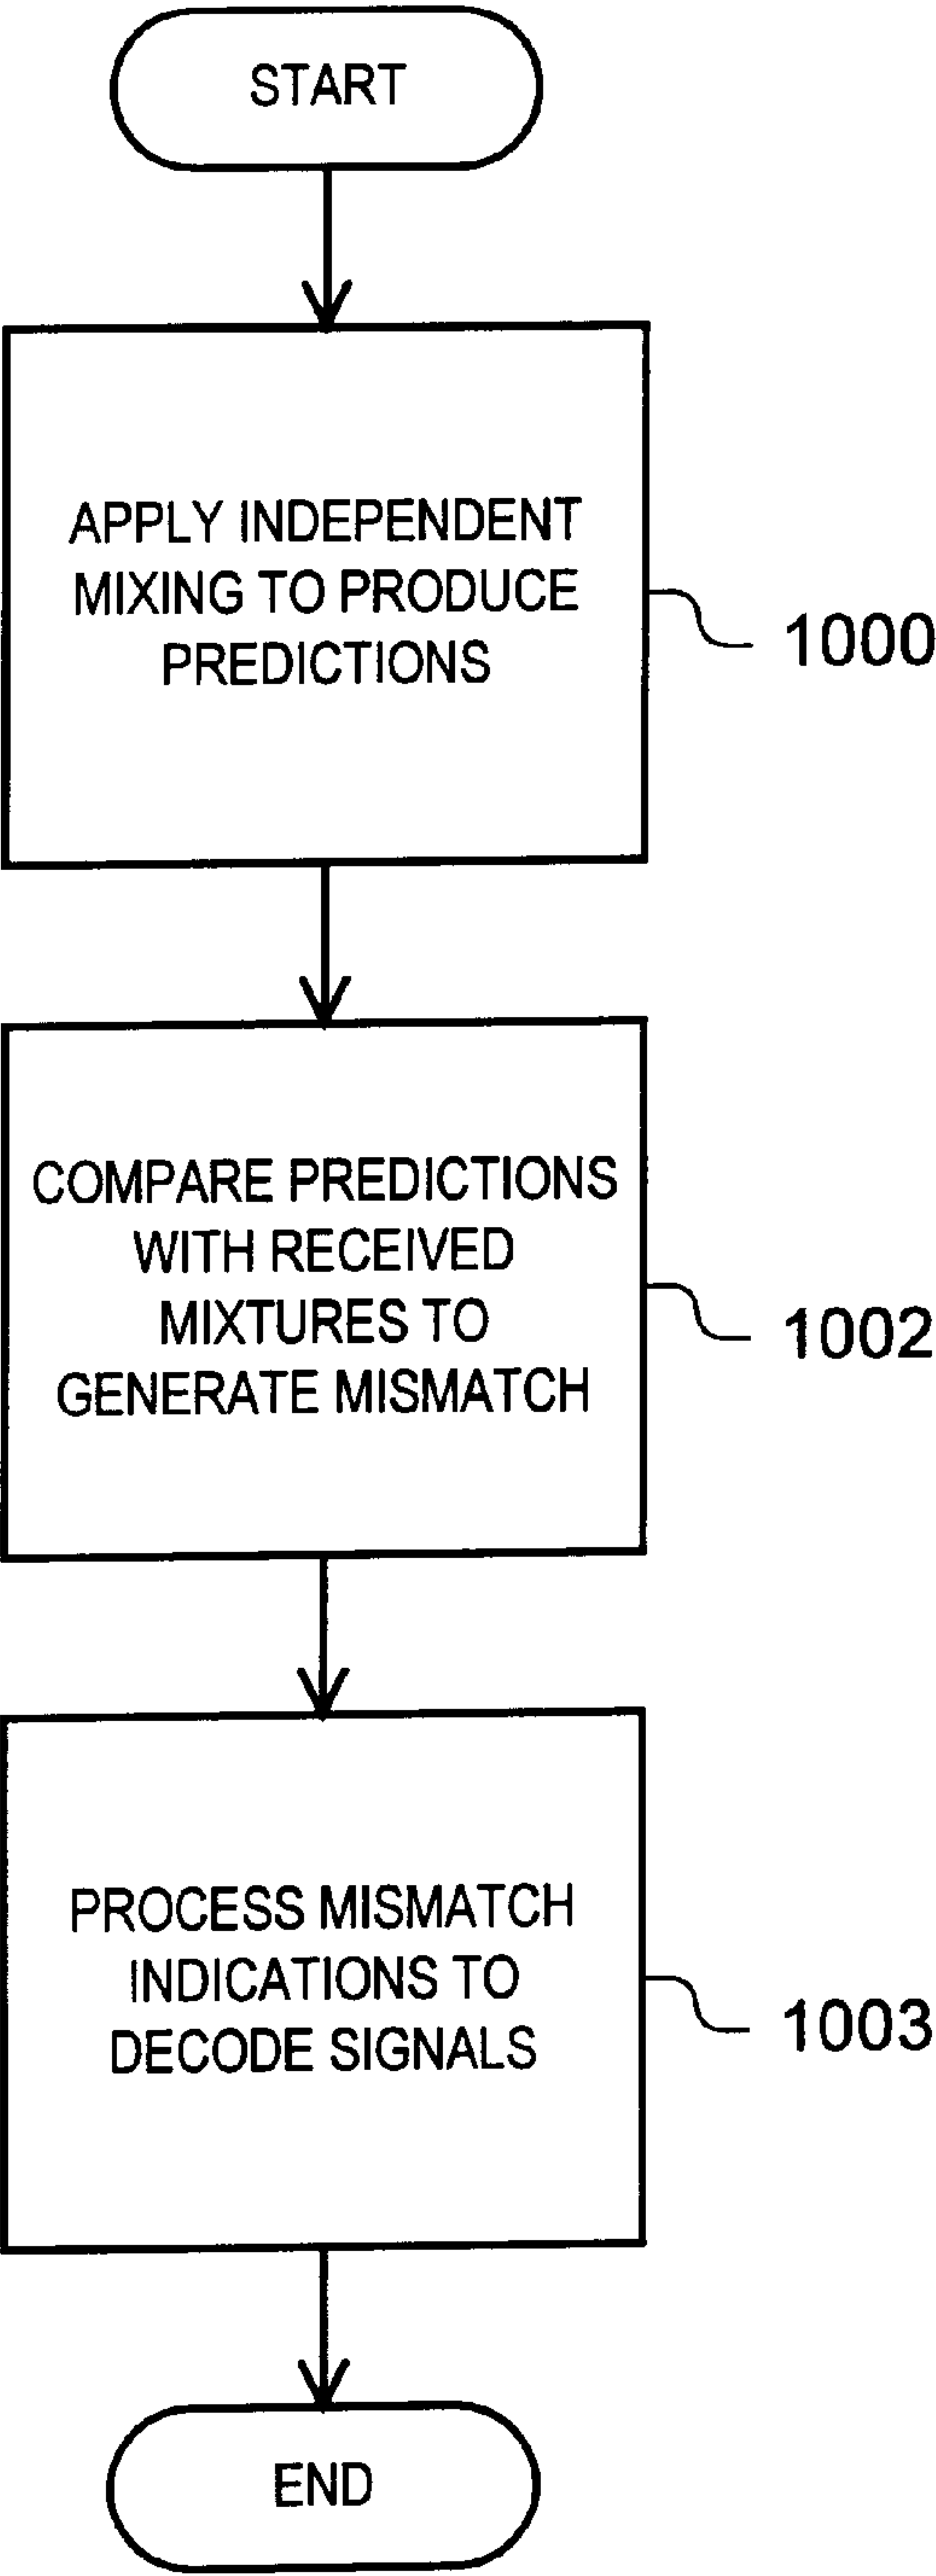 START
APPLY INDEPENDENT
MIXING TO PRODUCE
PREDICTIONS
1000
COMPARE PREDICTIONS
WITH RECEIVED
MIXTURES TO
GENERATE MISMATCH
1002
PROCESS MISMATCH
INDICATIONS TO
DECODE SIGNALS
1003
END